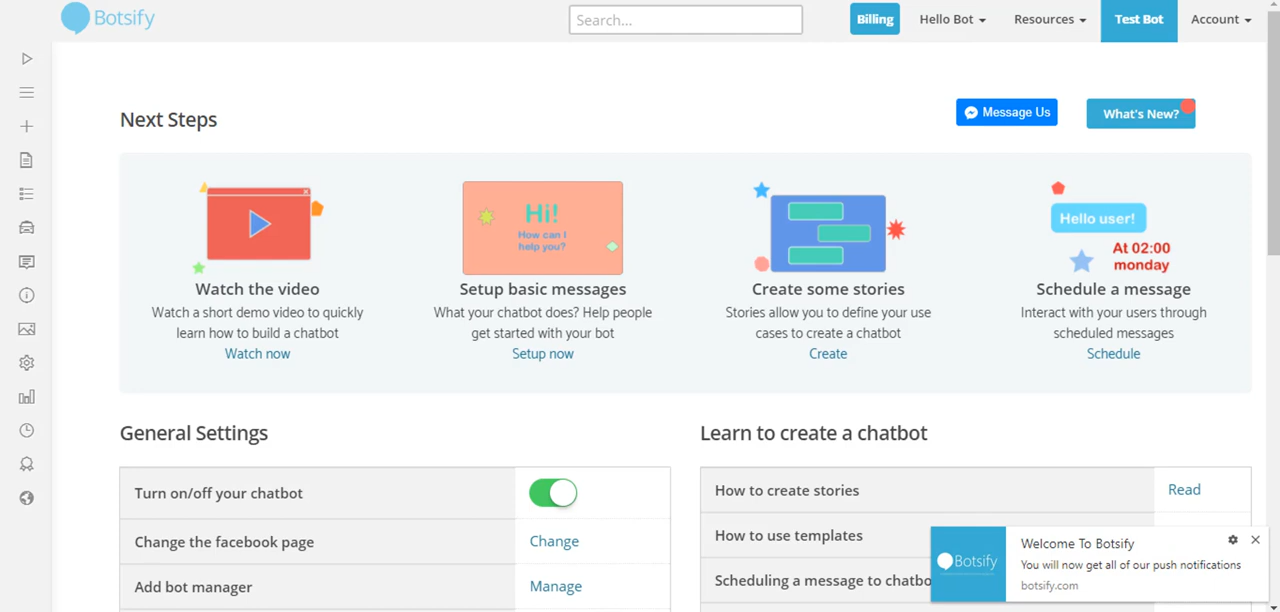 Botsify
Search...
Billing
Hello Bot
Resources
Test Bot
Account
Next Steps
Message Us
What's New?
Hi!
How can I
help you?
Hello user!
At 02:00
monday
Watch the video
Watch a short demo video to quickly
learn how to build a chatbot
Watch now
Setup basic messages
What your chatbot does? Help people
get started with your bot
Setup now
Create some stories
Stories allow you to define your use
cases to create a chatbot
Create
Schedule a message
Interact with your users through
scheduled messages
Schedule
General Settings
Turn on/off your chatbot
Change the facebook page
Change
Add bot manager
Manage
Learn to create a chatbot
How to create stories
Read
How to use templates
Scheduling a message to chatbo
Botsify
Welcome To Botsify
You will now get all of our push notifications
botsify.com